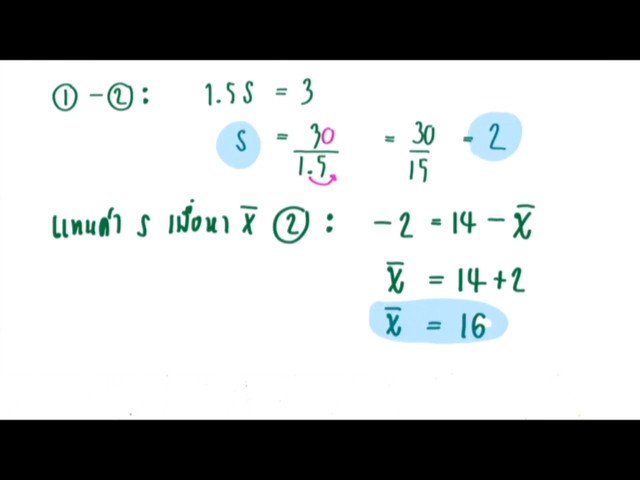 ① - ② : 1.5 S = 3
S = 30/1.5. = 30/15 = 2
แทนค่า S เพื่อหา x̄ ② : -2 = 14 - x̄
x̄ = 14 + 2
x̄ = 16